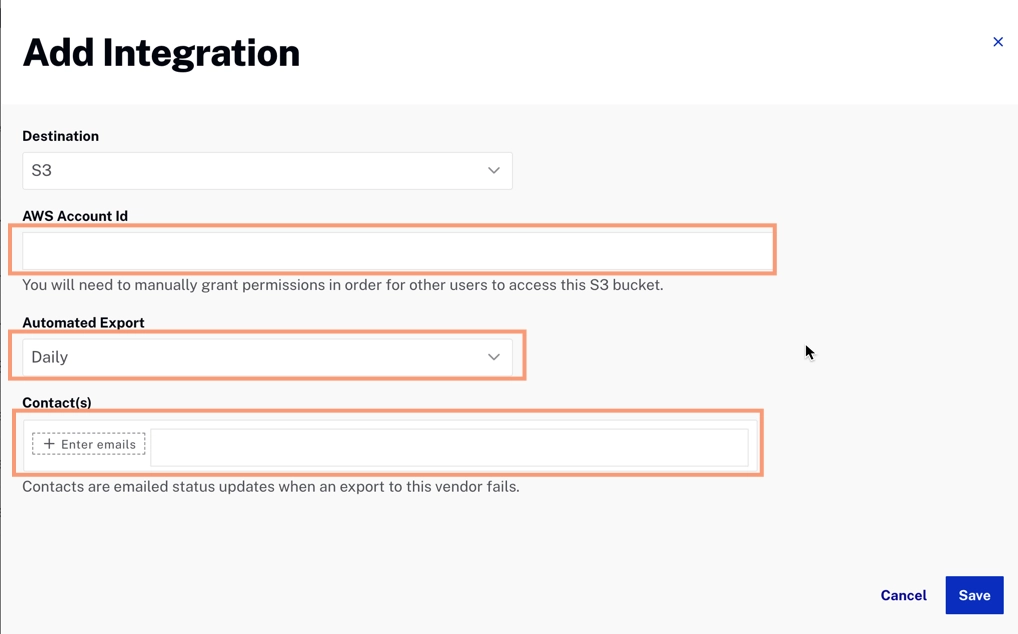 Add Integration
Destination
S3
AWS Account Id
You will need to manually grant permissions in order for other users to access this S3 bucket.
Automated Export
Daily
Contact(s)
+ Enter emails
Contacts are emailed status updates when an export to this vendor fails.
Cancel Save